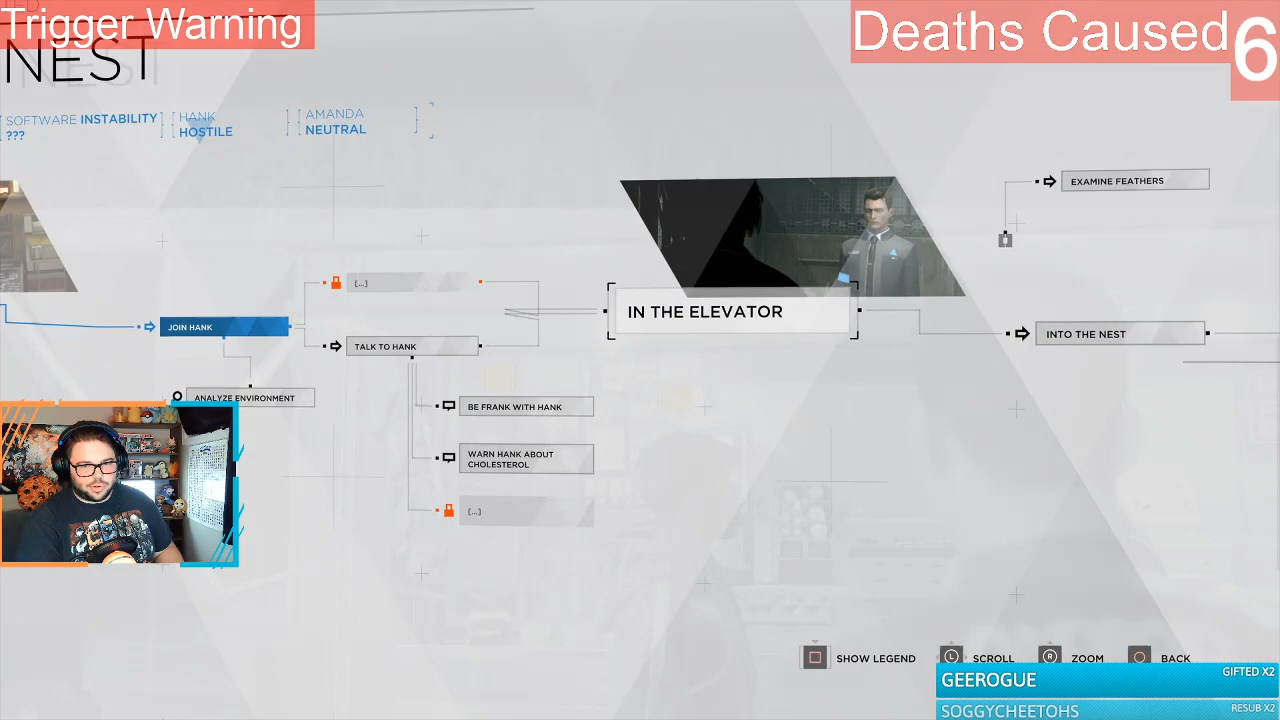 Trigger Warning
Deaths Caused 6
NEST
SOFTWARE INSTABILITY
???
HANK
HOSTILE
AMANDA
NEUTRAL
EXAMINE FEATHERS
[...]
JOIN HANK
IN THE ELEVATOR
TALK TO HANK
INTO THE NEST
ANALYZE ENVIRONMENT
BE FRANK WITH HANK
WARN HANK ABOUT
CHOLESTEROL
[...]
SHOW LEGEND
L
SCROLL
R
ZOOM
BACK
GEEROGUE
GIFTED X2
SOGGYCHEETOHS
RESUB X2